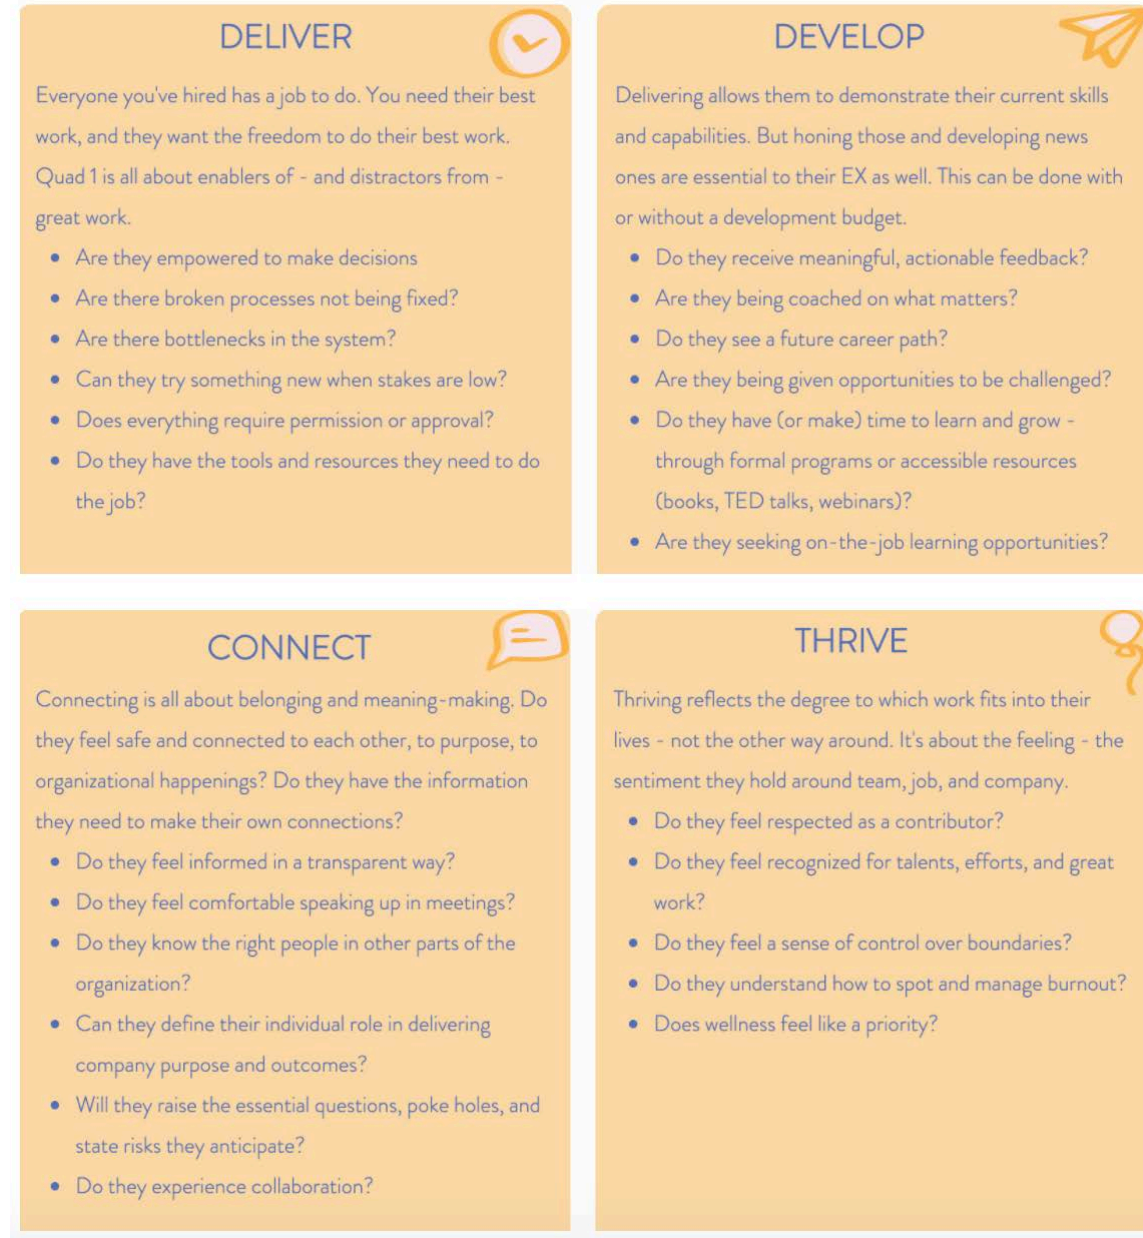 DELIVER
Everyone you've hired has a job to do. You need their best
work, and they want the freedom to do their best work.
Quad 1 is all about enablers of - and distractors from -
great work.
• Are they empowered to make decisions
• Are there broken processes not being fixed?
• Are there bottlenecks in the system?
• Can they try something new when stakes are low?
• Does everything require permission or approval?
• Do they have the tools and resources they need to do
the job?
DEVELOP
Delivering allows them to demonstrate their current skills
and capabilities. But honing those and developing news
ones are essential to their EX as well. This can be done with
or without a development budget.
• Do they receive meaningful, actionable feedback?
• Are they being coached on what matters?
• Do they see a future career path?
• Are they being given opportunities to be challenged?
• Do they have (or make) time to learn and grow -
through formal programs or accessible resources
(books, TED talks, webinars)?
• Are they seeking on-the-job learning opportunities?
CONNECT
Connecting is all about belonging and meaning-making. Do
they feel safe and connected to each other, to purpose, to
organizational happenings? Do they have the information
they need to make their own connections?
• Do they feel informed in a transparent way?
• Do they feel comfortable speaking up in meetings?
• Do they know the right people in other parts of the
organization?
• Can they define their individual role in delivering
company purpose and outcomes?
• Will they raise the essential questions, poke holes, and
state risks they anticipate?
• Do they experience collaboration?
THRIVE
Thriving reflects the degree to which work fits into their
lives - not the other way around. It's about the feeling - the
sentiment they hold around team, job, and company.
• Do they feel respected as a contributor?
• Do they feel recognized for talents, efforts, and great
work?
• Do they feel a sense of control over boundaries?
• Do they understand how to spot and manage burnout?
• Does wellness feel like a priority?